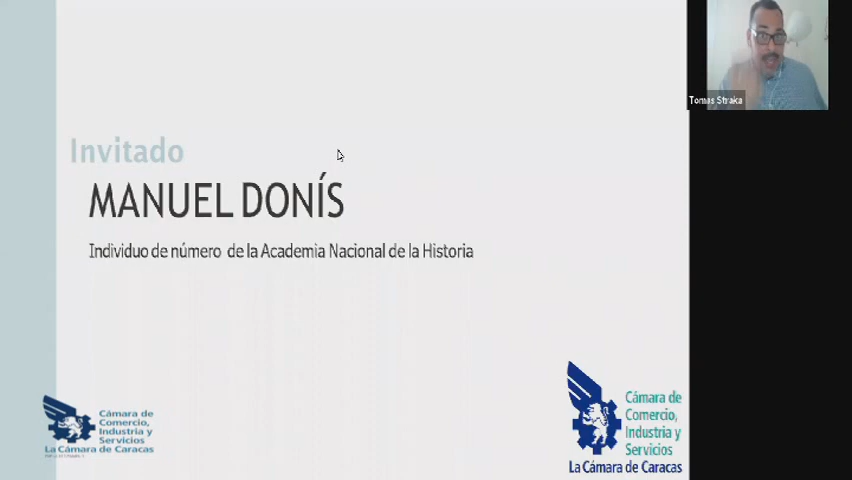 Tomas Straka
Invitado
MANUEL DONÍS
Individuo de número de la Academia Nacional de la Historia
Cámara de
Comercio,
Industria y
Servicios
La Cámara de Caracas
Cámara de
Comercio,
Industria y
Servicios
La Cámara de Caracas